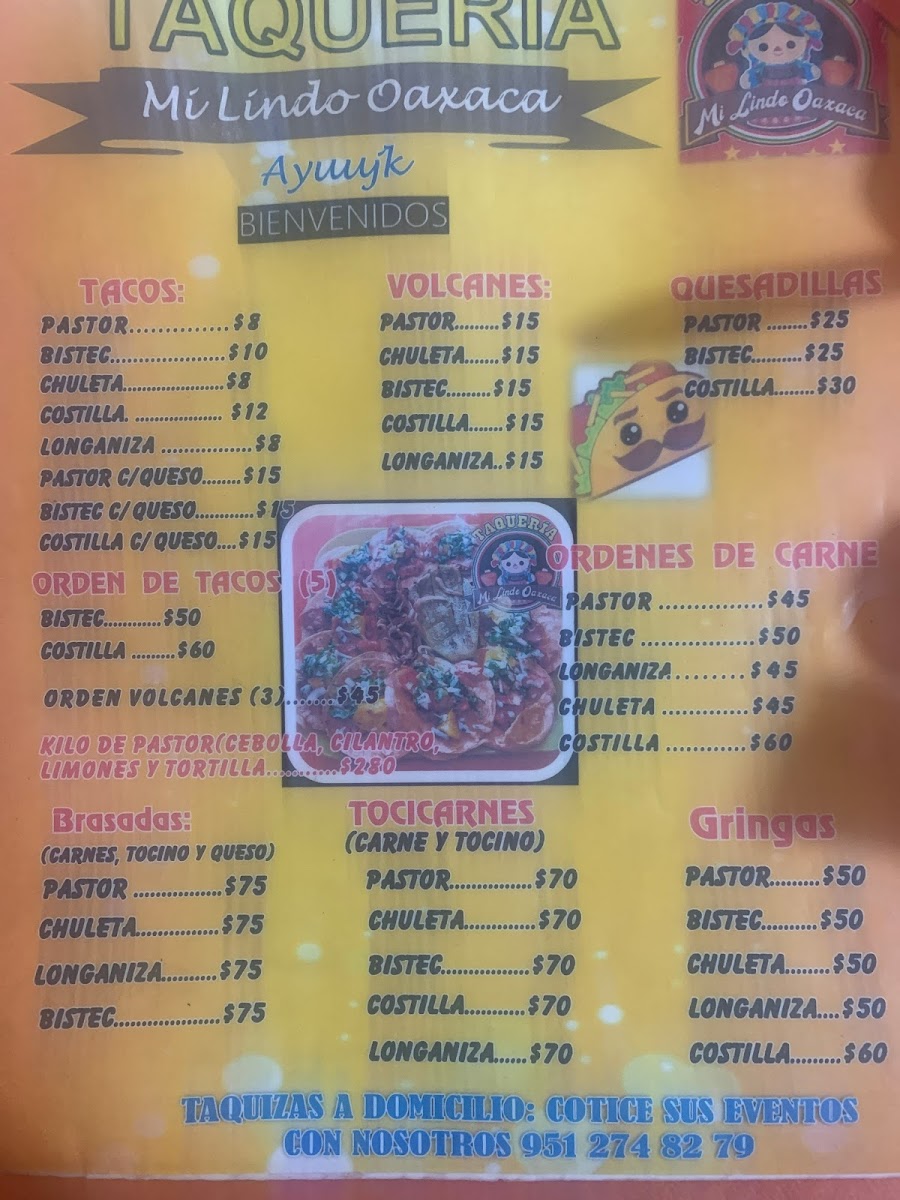 TAQUERIA
Mi Lindo Oaxaca
Mi Lindo Oaxaca
Ayuujk
BIENVENIDOS
TACOS:
PASTOR..............$8
BISTEC...................$10
CHULETA.....................$8
COSTILLA. .................. $12
LONGANIZA .................$8
PASTOR C/QUESO........$15
BISTEC C/ QUESO............$15
COSTILLA C/ QUESO....$15
ORDEN DE TACOS (5)
BISTEC............$50
COSTILLA .........$60
ORDEN VOLCANES (3).......$45
KILO DE PASTOR(CEBOLLA, CILANTRO,
LIMONES Y TORTILLA...........$280
VOLCANES:
PASTOR.........$15
CHULETA.......$15
BISTEC.........$15
COSTILLA.......$15
LONGANIZA..$15
QUESADILLAS
PASTOR ........$25
BISTEC..........$25
COSTILLA........$30
TAQUERIA
Mi Lindo Oaxaca
ORDENES DE CARNE
PASTOR ...............$45
BISTEC ................$50
LONGANIZA.........$45
CHULETA .............$45
COSTILLA ............$60
Brasadas:
(CARNES, TOCINO Y QUESO)
PASTOR ...............$75
CHULETA...............$75
LONGANIZA..........$75
BISTEC...................$75
TOCICARNES
(CARNE Y TOCINO)
PASTOR...............$70
CHULETA.............$70
BISTEC................$70
COSTILLA...........$70
LONGANIZA......$70
Gringas
PASTOR.........$50
BISTEC..........$50
CHULETA........$50
LONGANIZA....$50
COSTILLA.........$60
TAQUIZAS A DOMICILIO: COTICE SUS EVENTOS
CON NOSOTROS 951 274 82 79